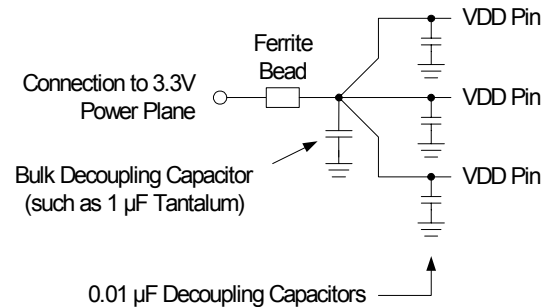 VDD Pin
Ferrite
Bead
Connection to 3.3V
Power Plane
VDD Pin
Bulk Decoupling Capacitor
(such as 1 µF Tantalum)
VDD Pin
0.01 µF Decoupling Capacitors